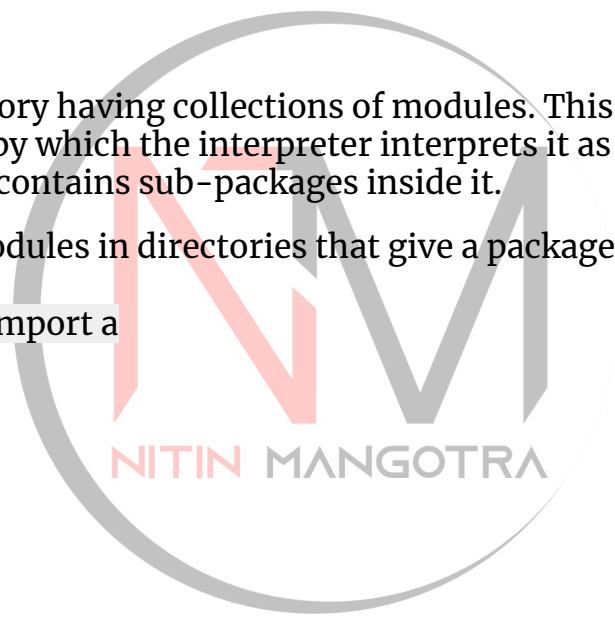 ory having collections of modules. This
by which the interpreter interprets it as
contains sub-packages inside it.
odules in directories that give a package
mport a
NITIN MANGOTRA